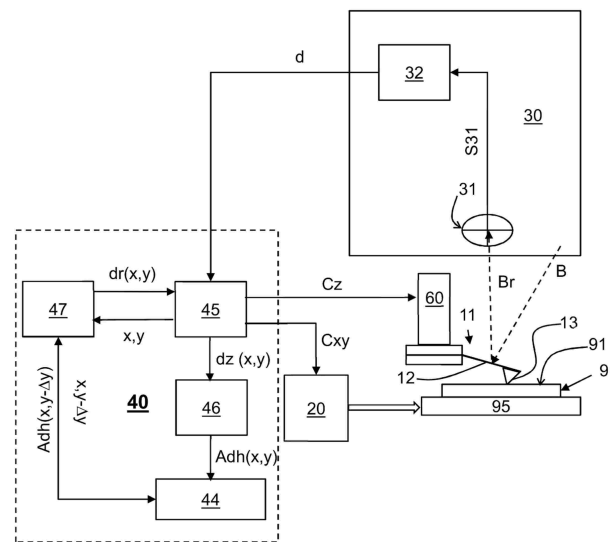 d
32
30
S31
31
dr(x,y)
47
45
Cz
60
Br
B
x,y
11
13
91
dz (x,y)
Cxy
12
9
Adh(x,y-Δy)
x,y-Δy
40
46
20
95
Adh(x,y)
44